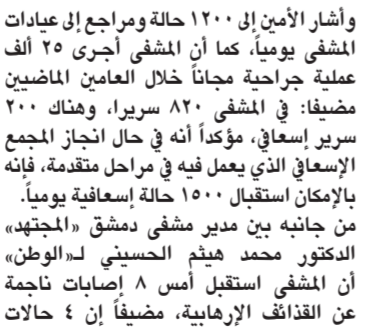 وأشار الأمين إلى ١٢٠٠ حالة ومراجع إلى عيادات
المشفى يومياً، كما أن المشفى أجرى ٢٥ ألف
عملية جراحية مجاناً خلال العامين الماضيين
مضيفا: في المشفى ٨٢٠ سريرا، وهناك ٢٠٠
سرير إسعافي، مؤكداً أنه في حال انجاز المجمع
الإسعافي الذي يعمل فيه في مراحل متقدمة، فإنه
بالإمكان استقبال ١٥٠٠ حالة إسعافية يومياً.
من جانبه بين مدير مشفى دمشق «المجتهد»
الدكتور محمد هيثم الحسيني لـ«الوطن»
أن المشفى استقبل أمس ٨ إصابات ناجمة
عن القذائف الإرهابية، مضيفاً إن ٤ حالات